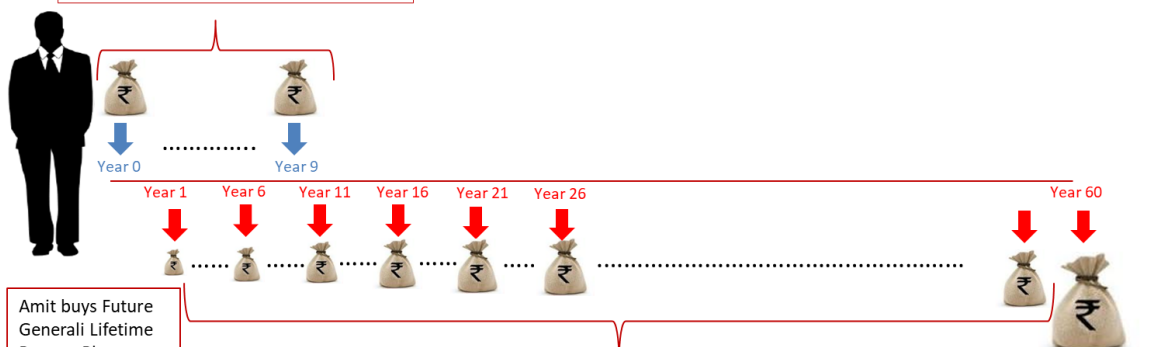 ₹ ₹
Year 0 ............. Year 9
Year 1 Year 6 Year 11 Year 16 Year 21 Year 26 Year 60
₹ ₹ ₹ ₹ ₹ ₹ ₹ ₹
Amit buys Future
Generali Lifetime